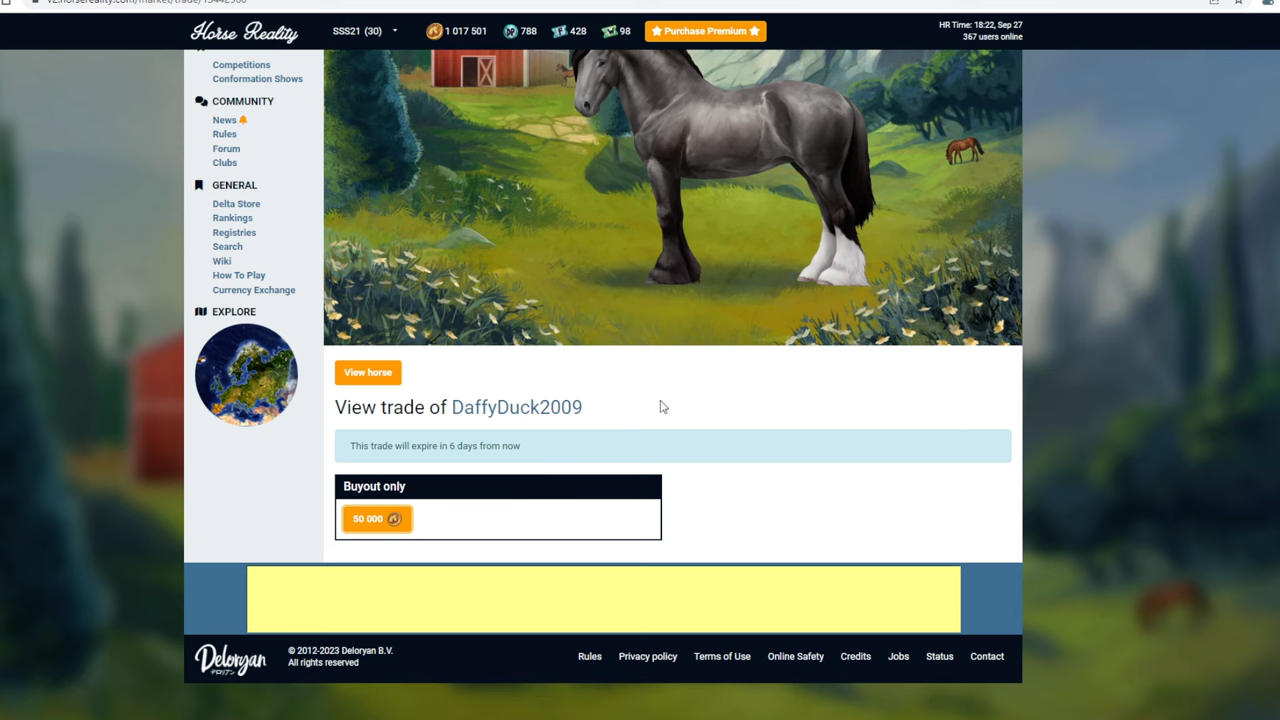 Horse Reality
SSS21 (30)
1 017 501
788
428
98
Purchase Premium
HR Time: 18:22, Sep 27
367 users online
Competitions
Conformation Shows
COMMUNITY
News
Rules
Forum
Clubs
GENERAL
Delta Store
Rankings
Registries
Search
Wiki
How To Play
Currency Exchange
EXPLORE
View horse
View trade of DaffyDuck2009
This trade will expire in 6 days from now
Buyout only
50 000
Deloryan
© 2012-2023 Deloryan B.V.
All rights reserved
Rules
Privacy policy
Terms of Use
Online Safety
Credits
Jobs
Status
Contact